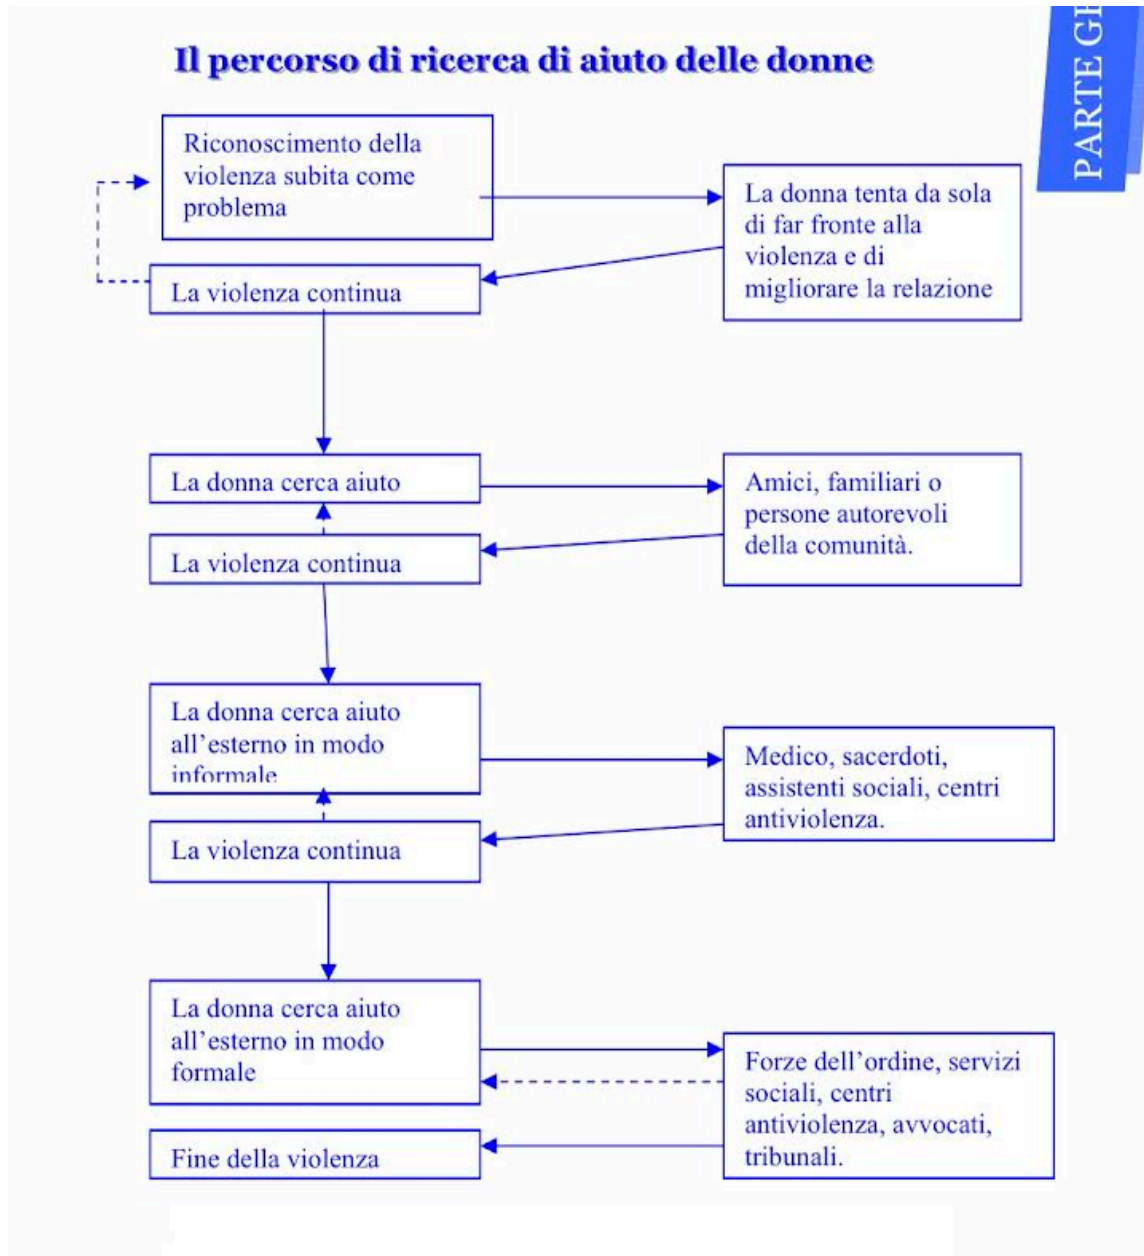 Il percorso di ricerca di aiuto delle donne
PARTE GE
Riconoscimento della
violenza subita come
problema
La donna tenta da sola
di far fronte alla
violenza e di
migliorare la relazione
La violenza continua
La donna cerca aiuto
Amici, familiari o
persone autorevoli
della comunità.
La violenza continua
La donna cerca aiuto
all’esterno in modo
informale
Medico, sacerdoti,
assistenti sociali, centri
antiviolenza.
La violenza continua
La donna cerca aiuto
all’esterno in modo
formale
Forze dell’ordine, servizi
sociali, centri
antiviolenza, avvocati,
tribunali.
Fine della violenza